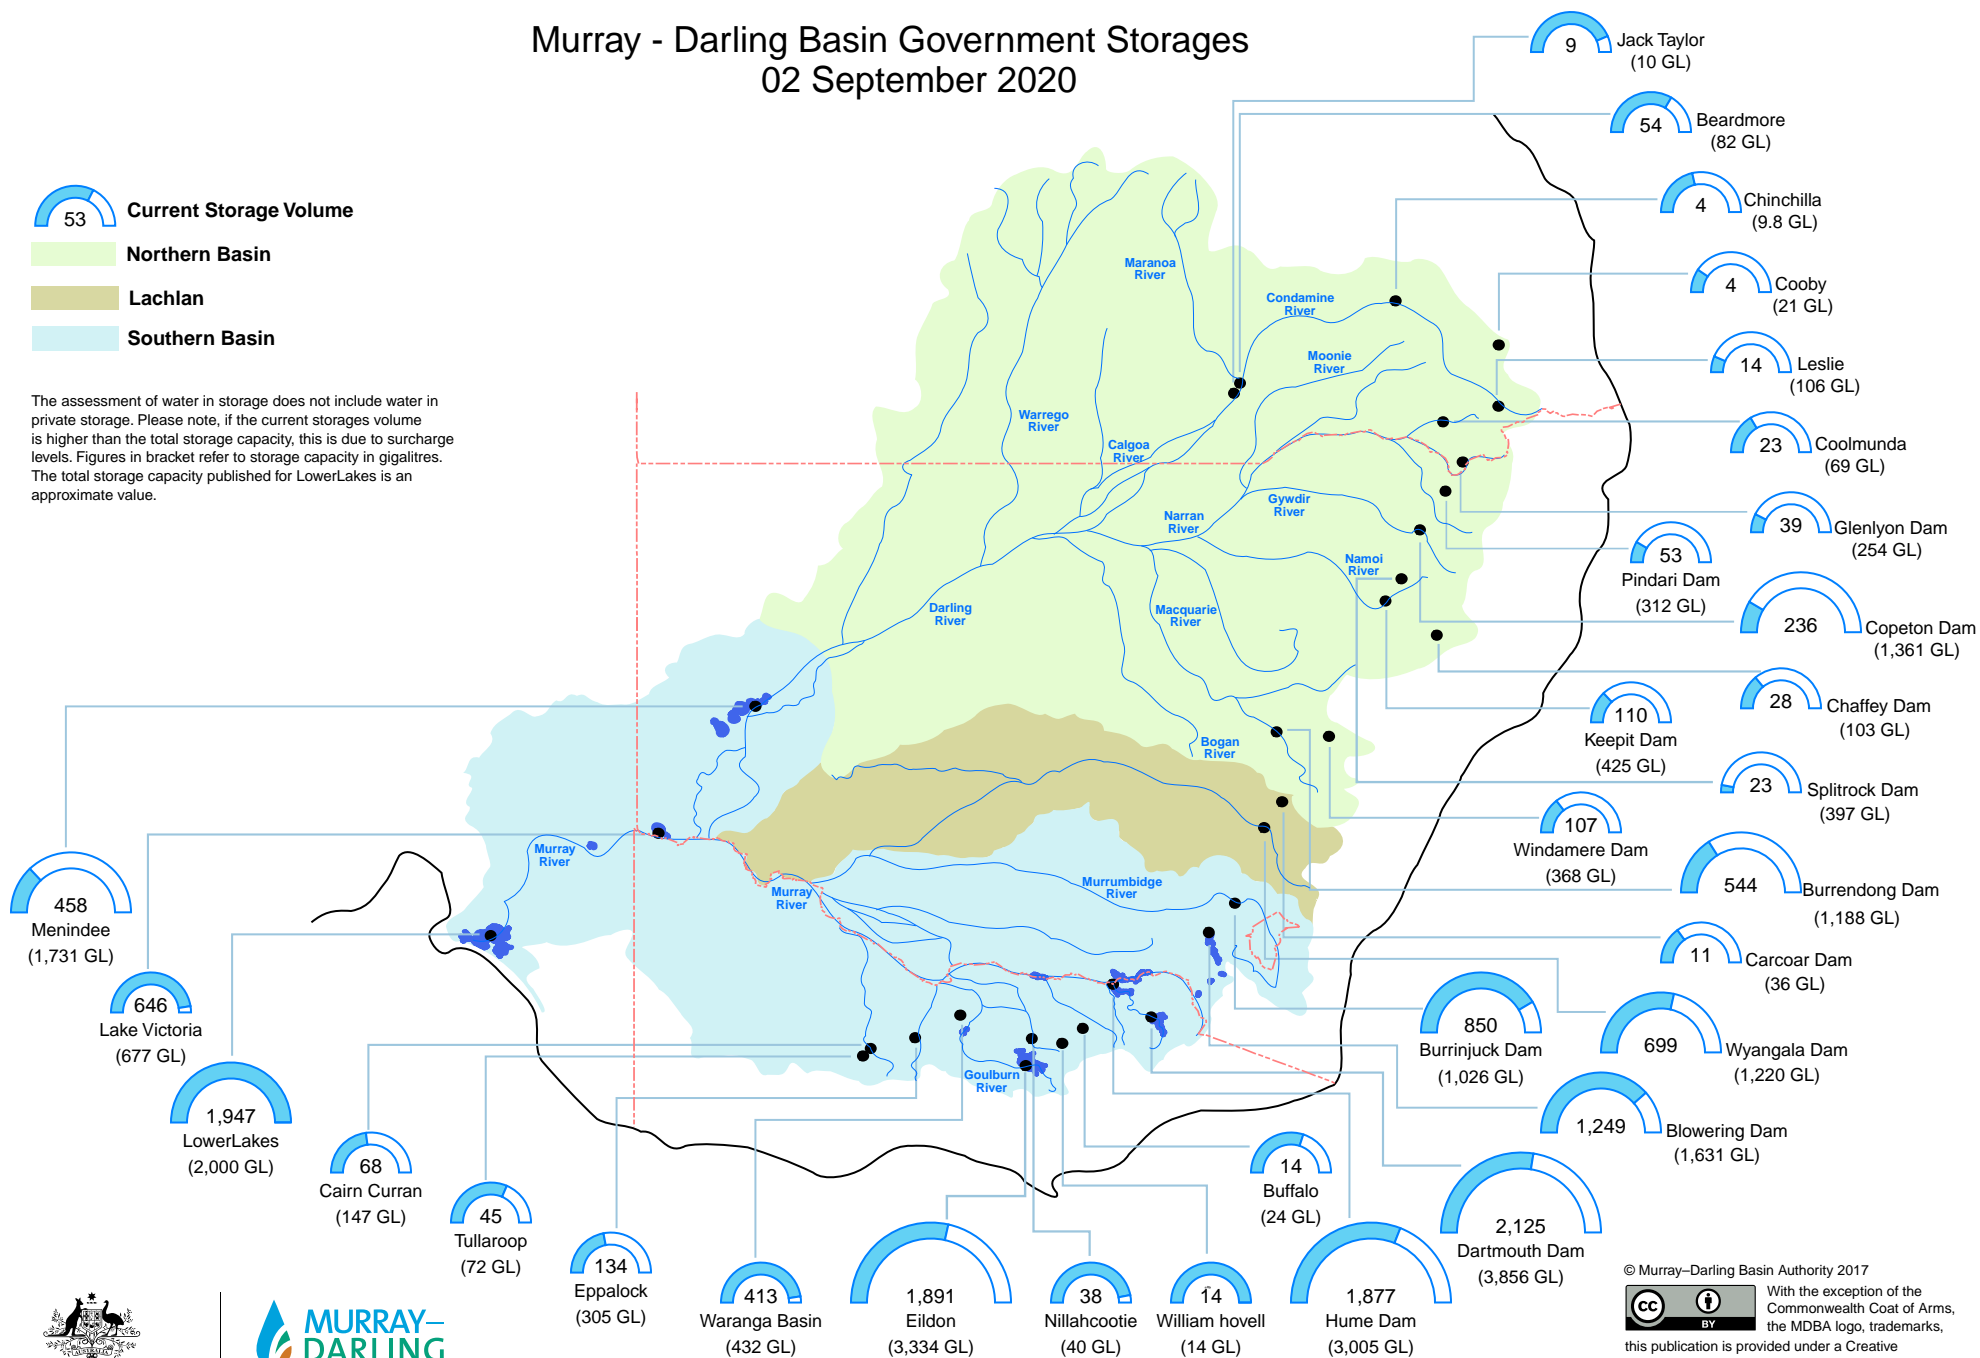 Murray - Darling Basin Government Storages
02 September 2020
53
Current Storage Volume
Northern Basin
Lachlan
Southern Basin
The assessment of water in storage does not include water in
private storage. Please note, if the current storages volume
is higher than the total storage capacity, this is due to surcharge
levels. Figures in bracket refer to storage capacity in gigalitres.
The total storage capacity published for LowerLakes is an
approximate value.
9
Jack Taylor
(10 GL)
54
Beardmore
(82 GL)
4
Chinchilla
(9.8 GL)
4
Cooby
(21 GL)
14
Leslie
(106 GL)
23
Coolmunda
(69 GL)
39
Glenlyon Dam
(254 GL)
53
Pindari Dam
(312 GL)
236
Copeton Dam
(1,361 GL)
28
Chaffey Dam
(103 GL)
110
Keepit Dam
(425 GL)
23
Splitrock Dam
(397 GL)
107
Windamere Dam
(368 GL)
544
Burrendong Dam
(1,188 GL)
11
Carcoar Dam
(36 GL)
850
Burrinjuck Dam
(1,026 GL)
699
Wyangala Dam
(1,220 GL)
1,249
Blowering Dam
(1,631 GL)
2,125
Dartmouth Dam
(3,856 GL)
Maranoa
River
Condamine
River
Moonie
River
Warrego
River
Calgoa
River
Gywdir
River
Narran
River
Namoi
River
Darling
River
Macquarie
River
Bogan
River
Murray
River
Murrumbidge
River
Murray
River
Goulburn
River
458
Menindee
(1,731 GL)
646
Lake Victoria
(677 GL)
1,947
LowerLakes
(2,000 GL)
68
Cairn Curran
(147 GL)
45
Tullaroop
(72 GL)
134
Eppalock
(305 GL)
413
Waranga Basin
(432 GL)
1,891
Eildon
(3,334 GL)
38
Nillahcootie
(40 GL)
14
William hovell
(14 GL)
14
Buffalo
(24 GL)
1,877
Hume Dam
(3,005 GL)
AUSTRALIA
MURRAY–
DARLING
© Murray–Darling Basin Authority 2017
cc
BY
With the exception of the
Commonwealth Coat of Arms,
the MDBA logo, trademarks,
this publication is provided under a Creative